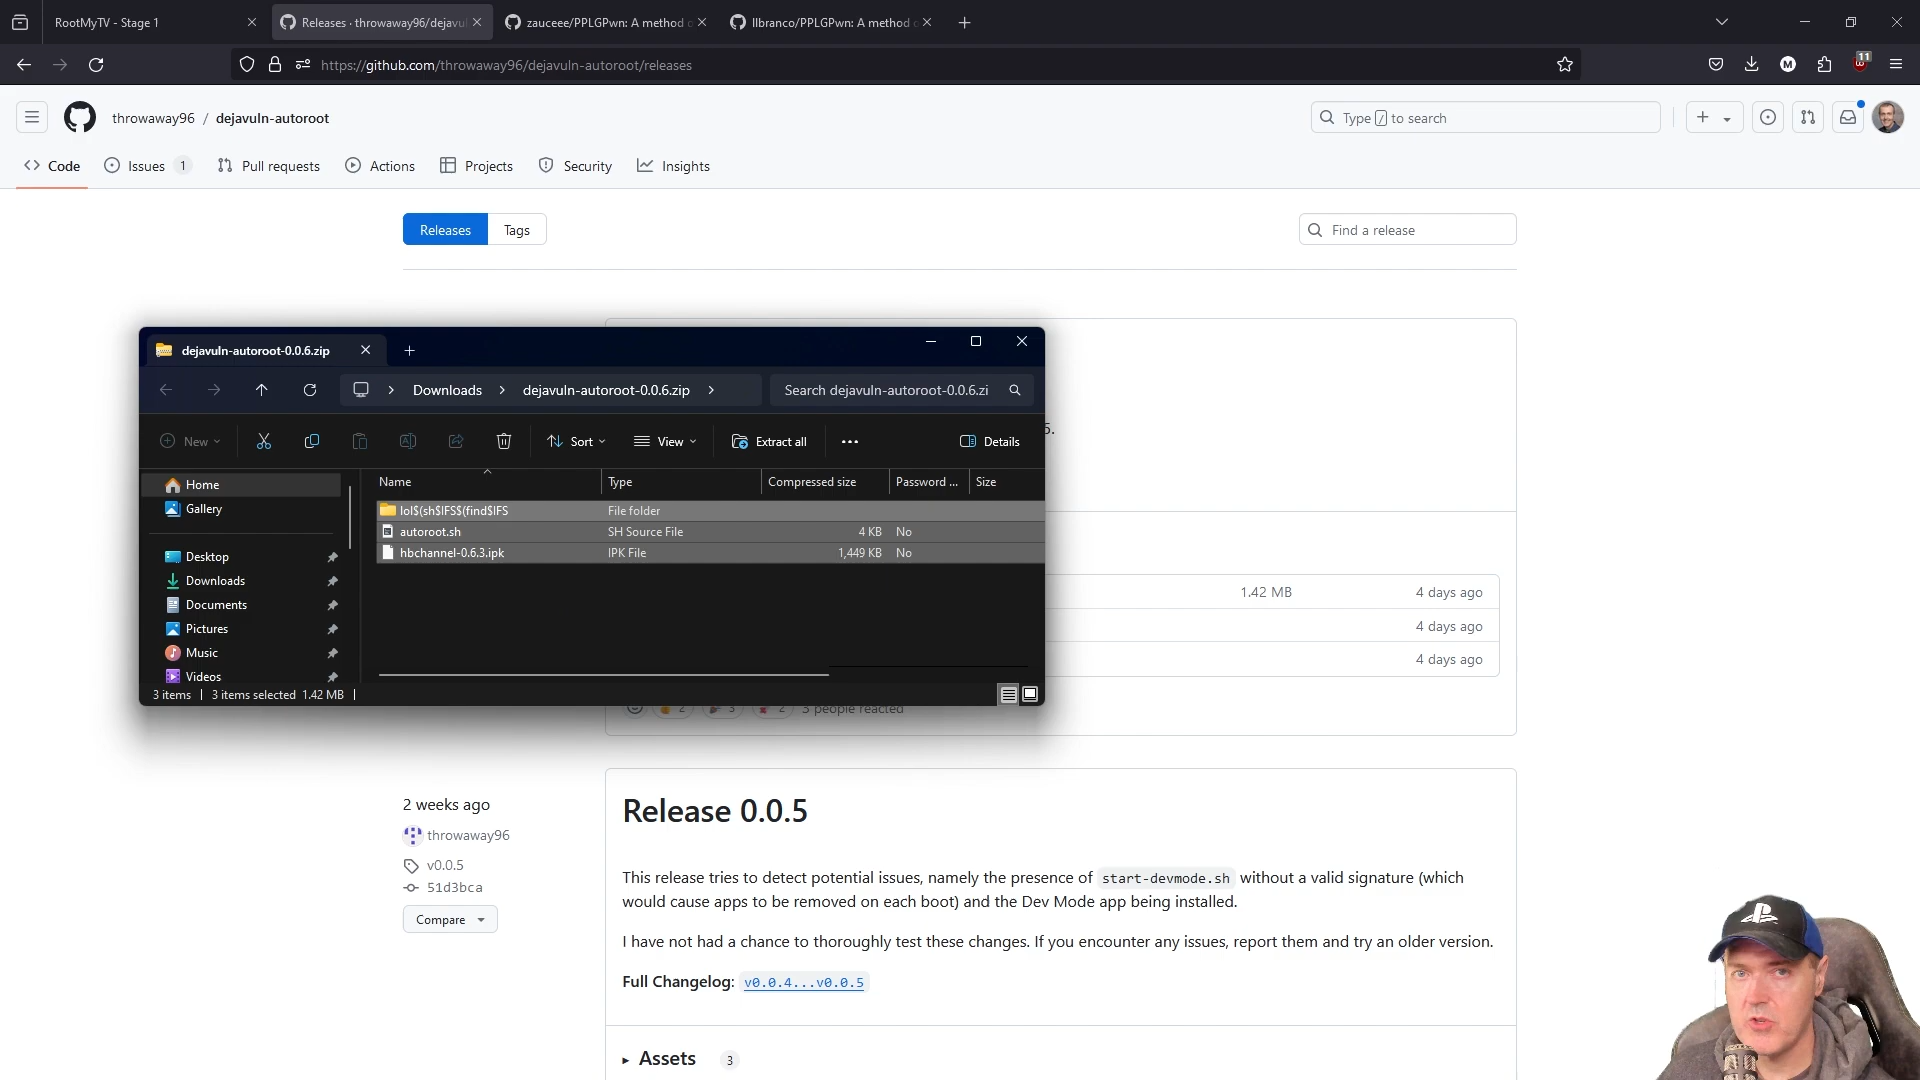 RootMyTV - Stage 1
Releases · throwaway96/dejavuln
zauceee/PPLGPwn: A method o
llbranco/PPLGPwn: A method o
11
https://github.com/throwaway96/dejavuln-autoroot/releases
M
throwaway96 / dejavuln-autoroot
Type / to search
Code
Issues 1
Pull requests
Actions
Projects
Security
Insights
Releases
Tags
Find a release
dejavuln-autoroot-0.0.6.zip
Downloads
dejavuln-autoroot-0.0.6.zip
Search dejavuln-autoroot-0.0.6.zi
5.
New
Sort
View
Extract all
Details
Home
Gallery
Desktop
Downloads
Documents
Pictures
Music
Videos
Name Type Compressed size Password ... Size
lol$(sh$IFS$(find$IFS File folder
autoroot.sh SH Source File 4 KB No
hbchannel-0.6.3.ipk IPK File 1,449 KB No
3 items 3 items selected 1.42 MB
1.42 MB 4 days ago
4 days ago
4 days ago
2 3 2 3 people reacted
2 weeks ago
throwaway96
v0.0.5
51d3bca
Compare
Release 0.0.5
This release tries to detect potential issues, namely the presence of start-devmode.sh without a valid signature (which
would cause apps to be removed on each boot) and the Dev Mode app being installed.
I have not had a chance to thoroughly test these changes. If you encounter any issues, report them and try an older version.
Full Changelog: v0.0.4...v0.0.5
Assets 3